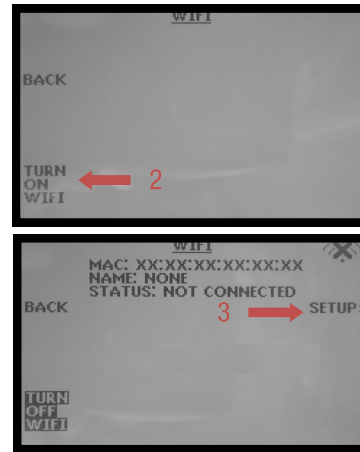 WIFI
BACK
TURN
ON
WIFI
2
WIFI
MAC: XX:XX:XX:XX:XX:XX
NAME: NONE
STATUS: NOT CONNECTED
BACK
3
SETUP:
TURN
OFF
WIFI